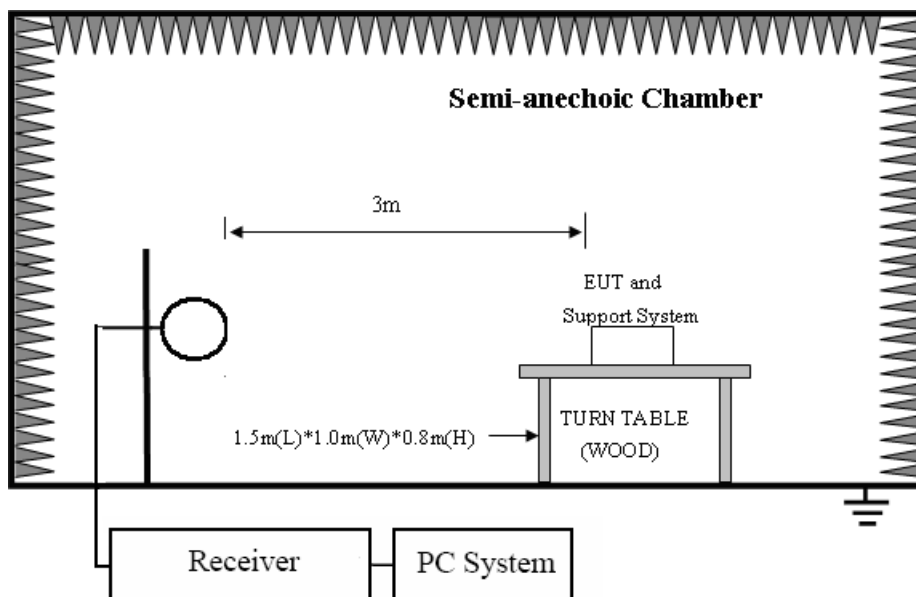 Semi-anechoic Chamber
3m
EUT and
Support System
1.5m(L)*1.0m(W)*0.8m(H)
TURN TABLE
(WOOD)
Receiver
PC System